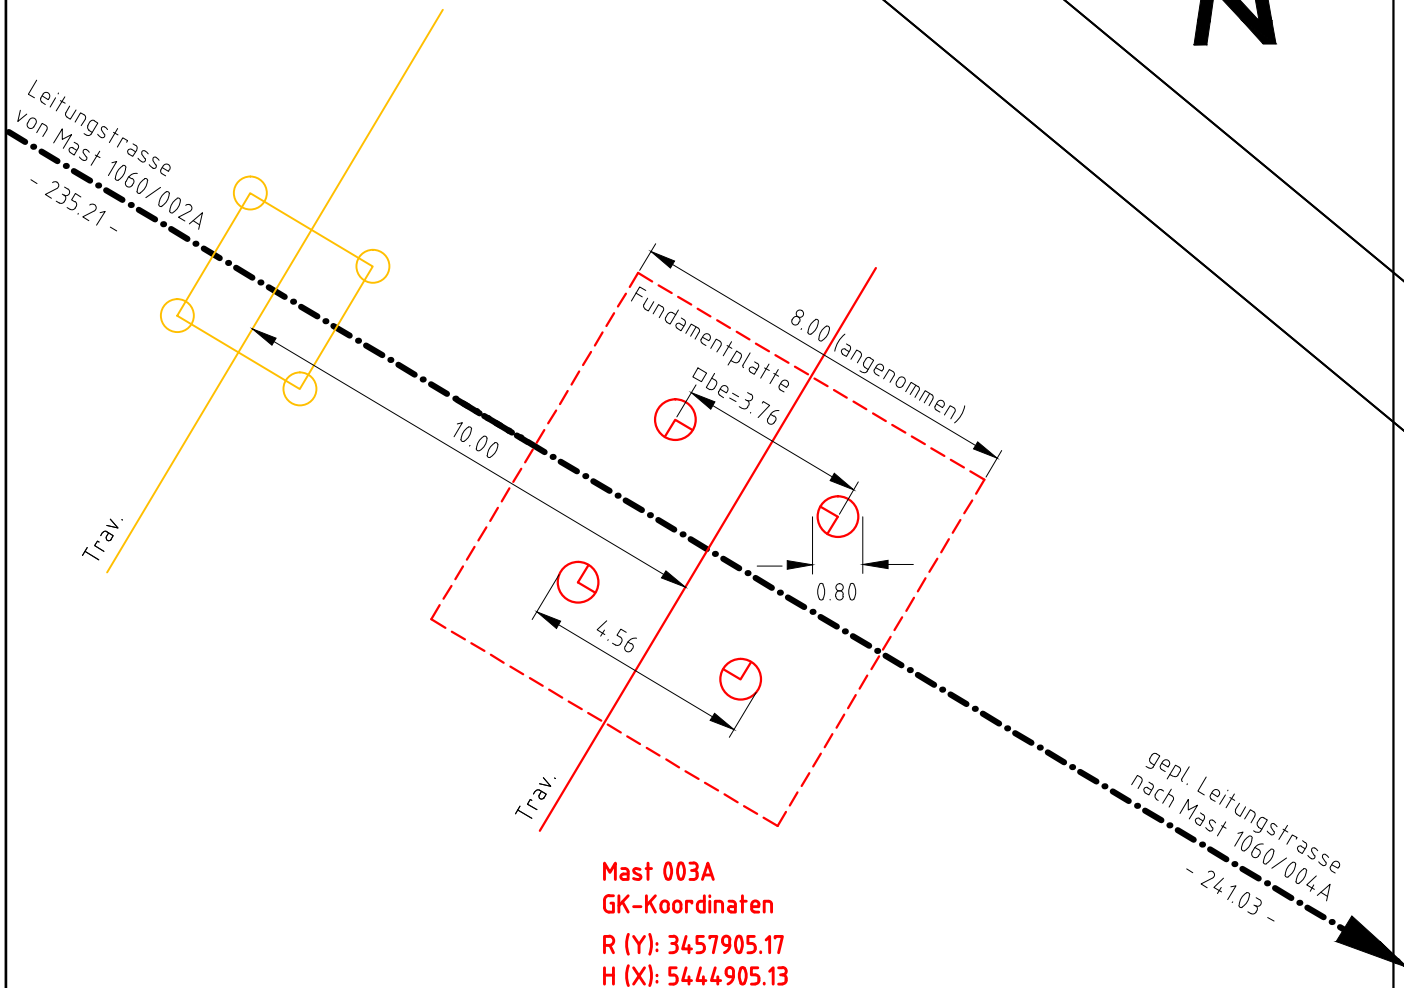 N
Leitungstrasse
von Mast 1060/002A
- 235.21 -
8.00 (angenommen)
Fundamentplatte
□be=3.76
10.00
0.80
4.56
Trav.
Trav.
gepl. Leitungstrasse
nach Mast 1060/004A
- 241.03 -
Mast 003A
GK-Koordinaten
R (Y): 3457905.17
H (X): 5444905.13